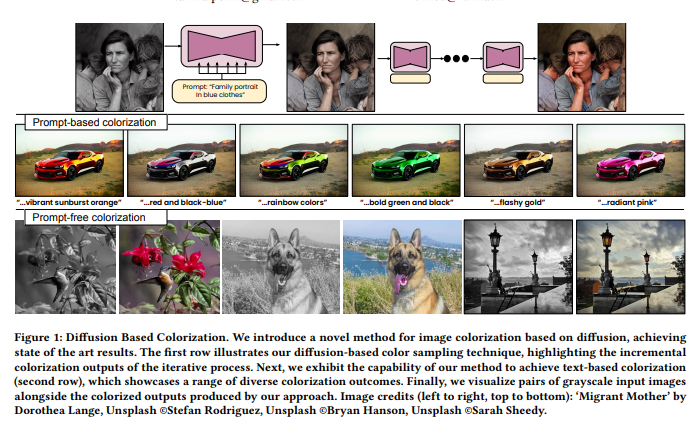 Prompt: "Family portrait
In blue clothes"
Prompt-based colorization
"...vibrant sunburst orange"
"...red and black-blue"
"...rainbow colors"
"...bold green and black"
"...flashy gold"
"...radiant pink"
Prompt-free colorization
Figure 1: Diffusion Based Colorization. We introduce a novel method for image colorization based on diffusion, achieving
state of the art results. The first row illustrates our diffusion-based color sampling technique, highlighting the incremental
colorization outputs of the iterative process. Next, we exhibit the capability of our method to achieve text-based colorization
(second row), which showcases a range of diverse colorization outcomes. Finally, we visualize pairs of grayscale input images
alongside the colorized outputs produced by our approach. Image credits (left to right, top to bottom): ‘Migrant Mother’ by
Dorothea Lange, Unsplash ©Stefan Rodriguez, Unsplash ©Bryan Hanson, Unsplash ©Sarah Sheedy.